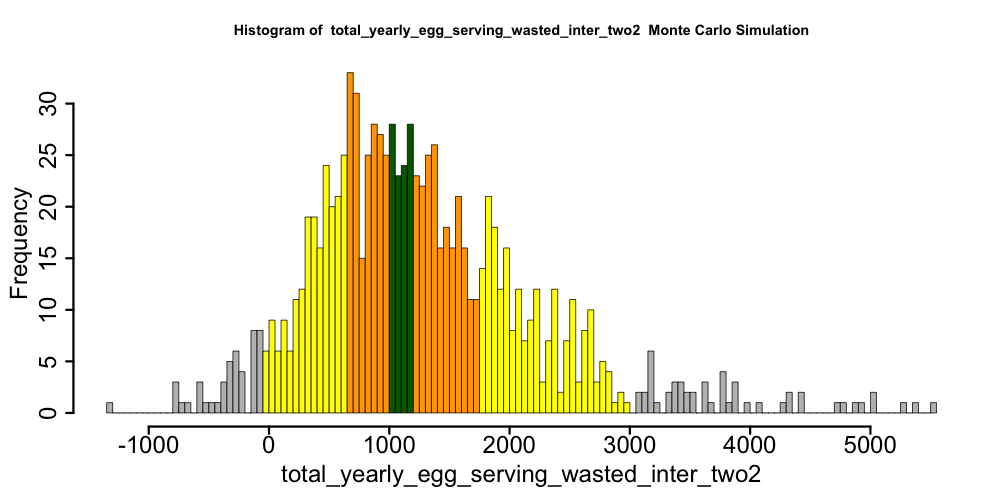 Histogram of  total_yearly_egg_serving_wasted_inter_two2  Monte Carlo Simulation
Frequency
30
25
20
15
10
5
0
-1000 0 1000 2000 3000 4000 5000
total_yearly_egg_serving_wasted_inter_two2